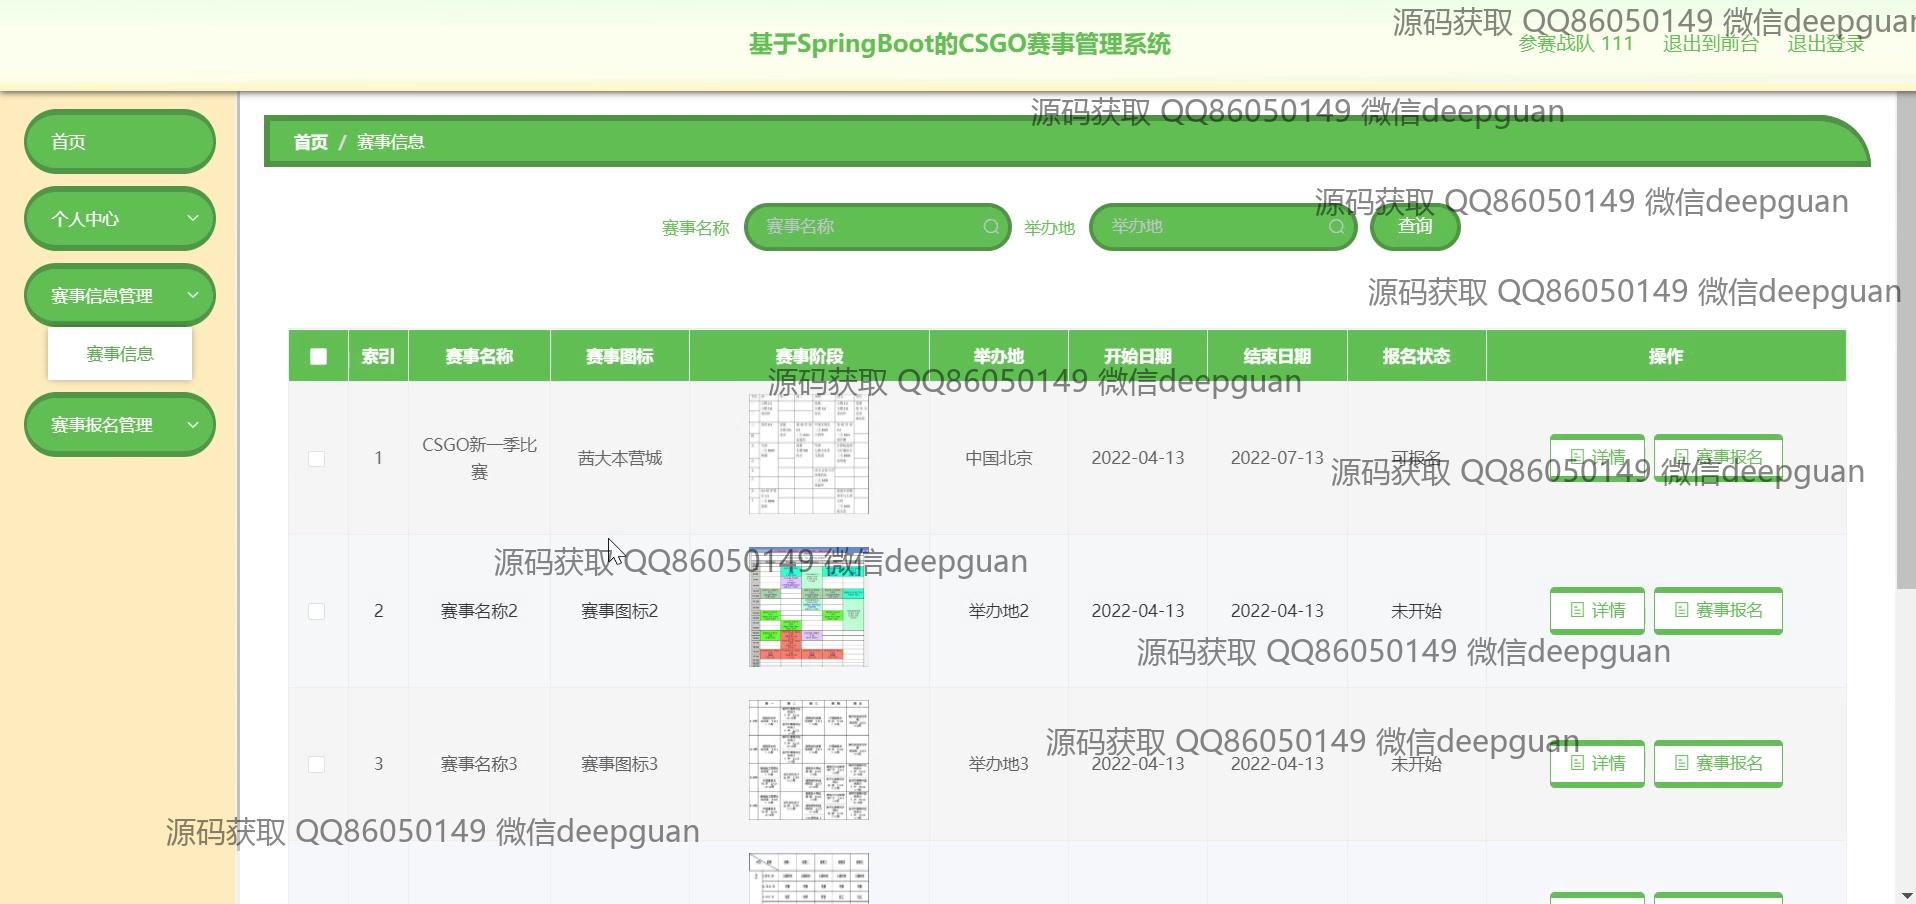 源码获取 QQ86050149 微信deepguan
基于SpringBoot的CSGO赛事管理系统
参赛战队 111 退出到前台 退出登录
源码获取 QQ86050149 微信deepguan
首页
首页 / 赛事信息
源码获取 QQ86050149 微信deepguan
个人中心
赛事名称 赛事名称 举办地 举办地 查询
源码获取 QQ86050149 微信deepguan
赛事信息管理
赛事信息
索引 赛事名称 赛事图标 赛事阶段 举办地 开始日期 结束日期 报名状态 操作
源码获取 QQ86050149 微信deepguan
赛事报名管理
1 CSGO新一季比赛 茜大本营城 中国北京 2022-04-13 2022-07-13 可报名 详情 赛事报名
源码获取 QQ86050149 微信deepguan
源码获取 QQ86050149 微信deepguan
2 赛事名称2 赛事图标2 举办地2 2022-04-13 2022-04-13 未开始 详情 赛事报名
源码获取 QQ86050149 微信deepguan
源码获取 QQ86050149 微信deepguan
3 赛事名称3 赛事图标3 举办地3 2022-04-13 2022-04-13 未开始 详情 赛事报名
源码获取 QQ86050149 微信deepguan